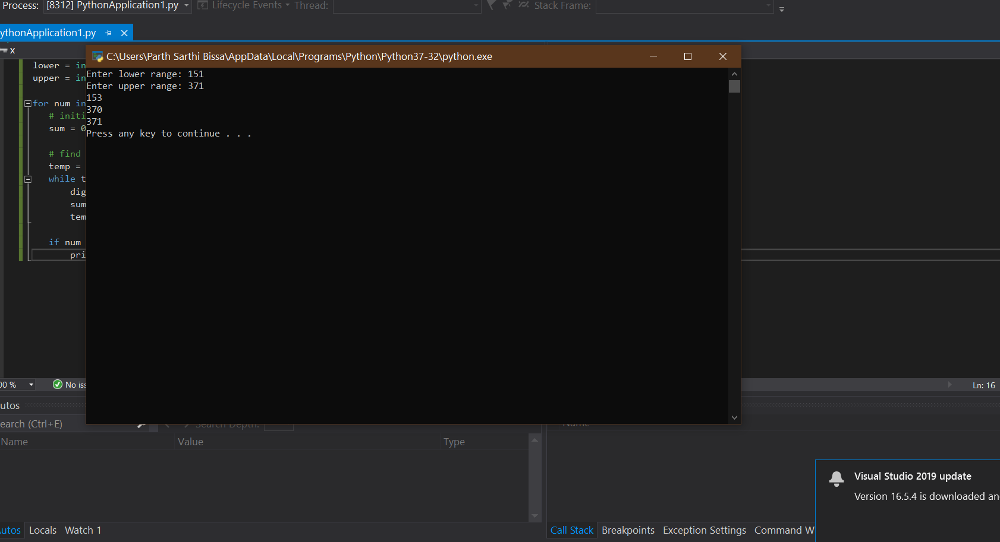 Process: [8312] PythonApplication1.py Lifecycle Events Thread: Stack Frame:
ythonApplication1.py
x
C:\Users\Parth Sarthi Bissa\AppData\Local\Programs\Python\Python37-32\python.exe
lower = in
upper = in
for num in
# initi
sum = 0
# find
temp =
while t
dig
sum
tem
if num
pri
Enter lower range: 151
Enter upper range: 371
153
370
371
Press any key to continue . . .
00 % No iss Ln: 16
utos
earch (Ctrl+E) Search Depth: Name
Name Value Type
Visual Studio 2019 update
Version 16.5.4 is downloaded an
utos Locals Watch 1
Call Stack Breakpoints Exception Settings Command W